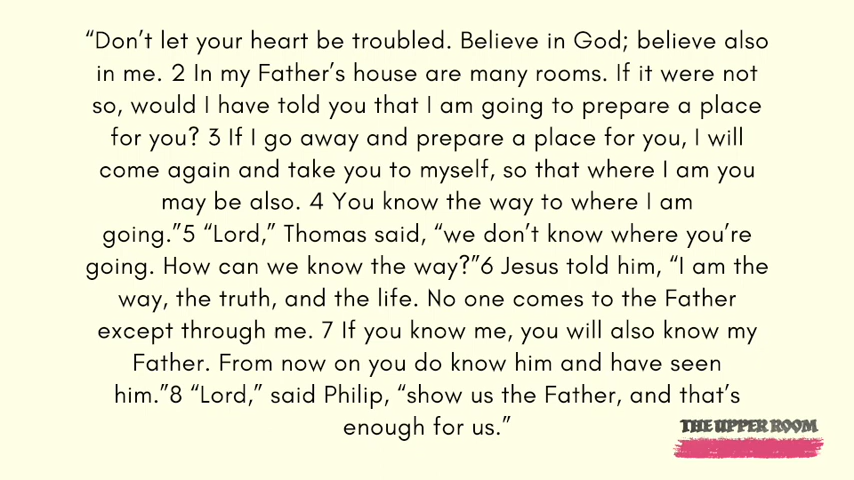 “Don’t let your heart be troubled. Believe in God; believe also
in me. 2 In my Father’s house are many rooms. If it were not
so, would I have told you that I am going to prepare a place
for you? 3 If I go away and prepare a place for you, I will
come again and take you to myself, so that where I am you
may be also. 4 You know the way to where I am
going.”5 “Lord,” Thomas said, “we don’t know where you’re
going. How can we know the way?”6 Jesus told him, “I am the
way, the truth, and the life. No one comes to the Father
except through me. 7 If you know me, you will also know my
Father. From now on you do know him and have seen
him.”8 “Lord,” said Philip, “show us the Father, and that’s
enough for us.”
THE UPPER ROOM